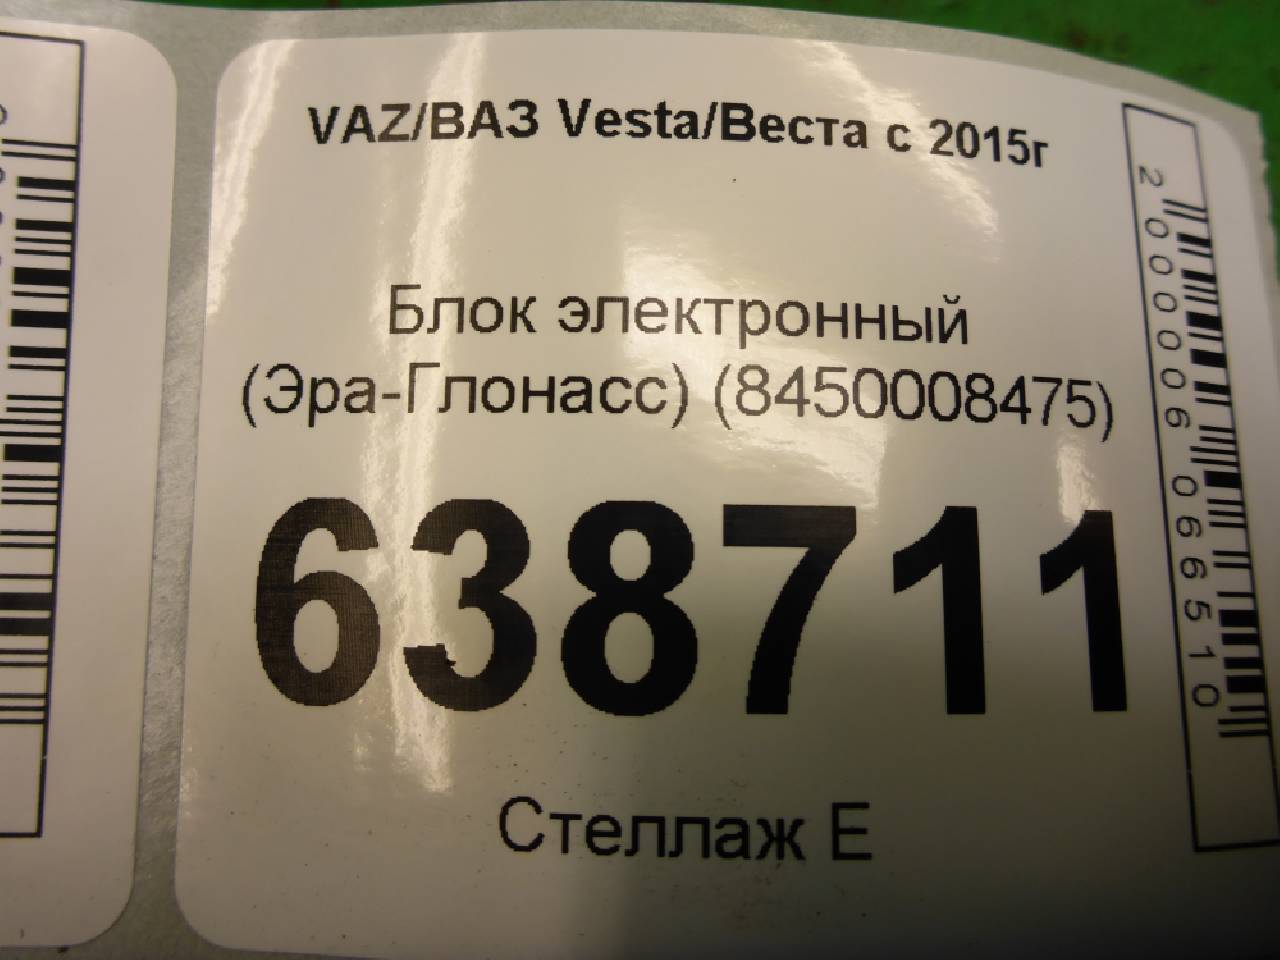 VAZ/ВАЗ Vesta/Веста с 2015г
Блок электронный
(Эра-Глонасс) (8450008475)
638711
Стеллаж Е
2000006066510